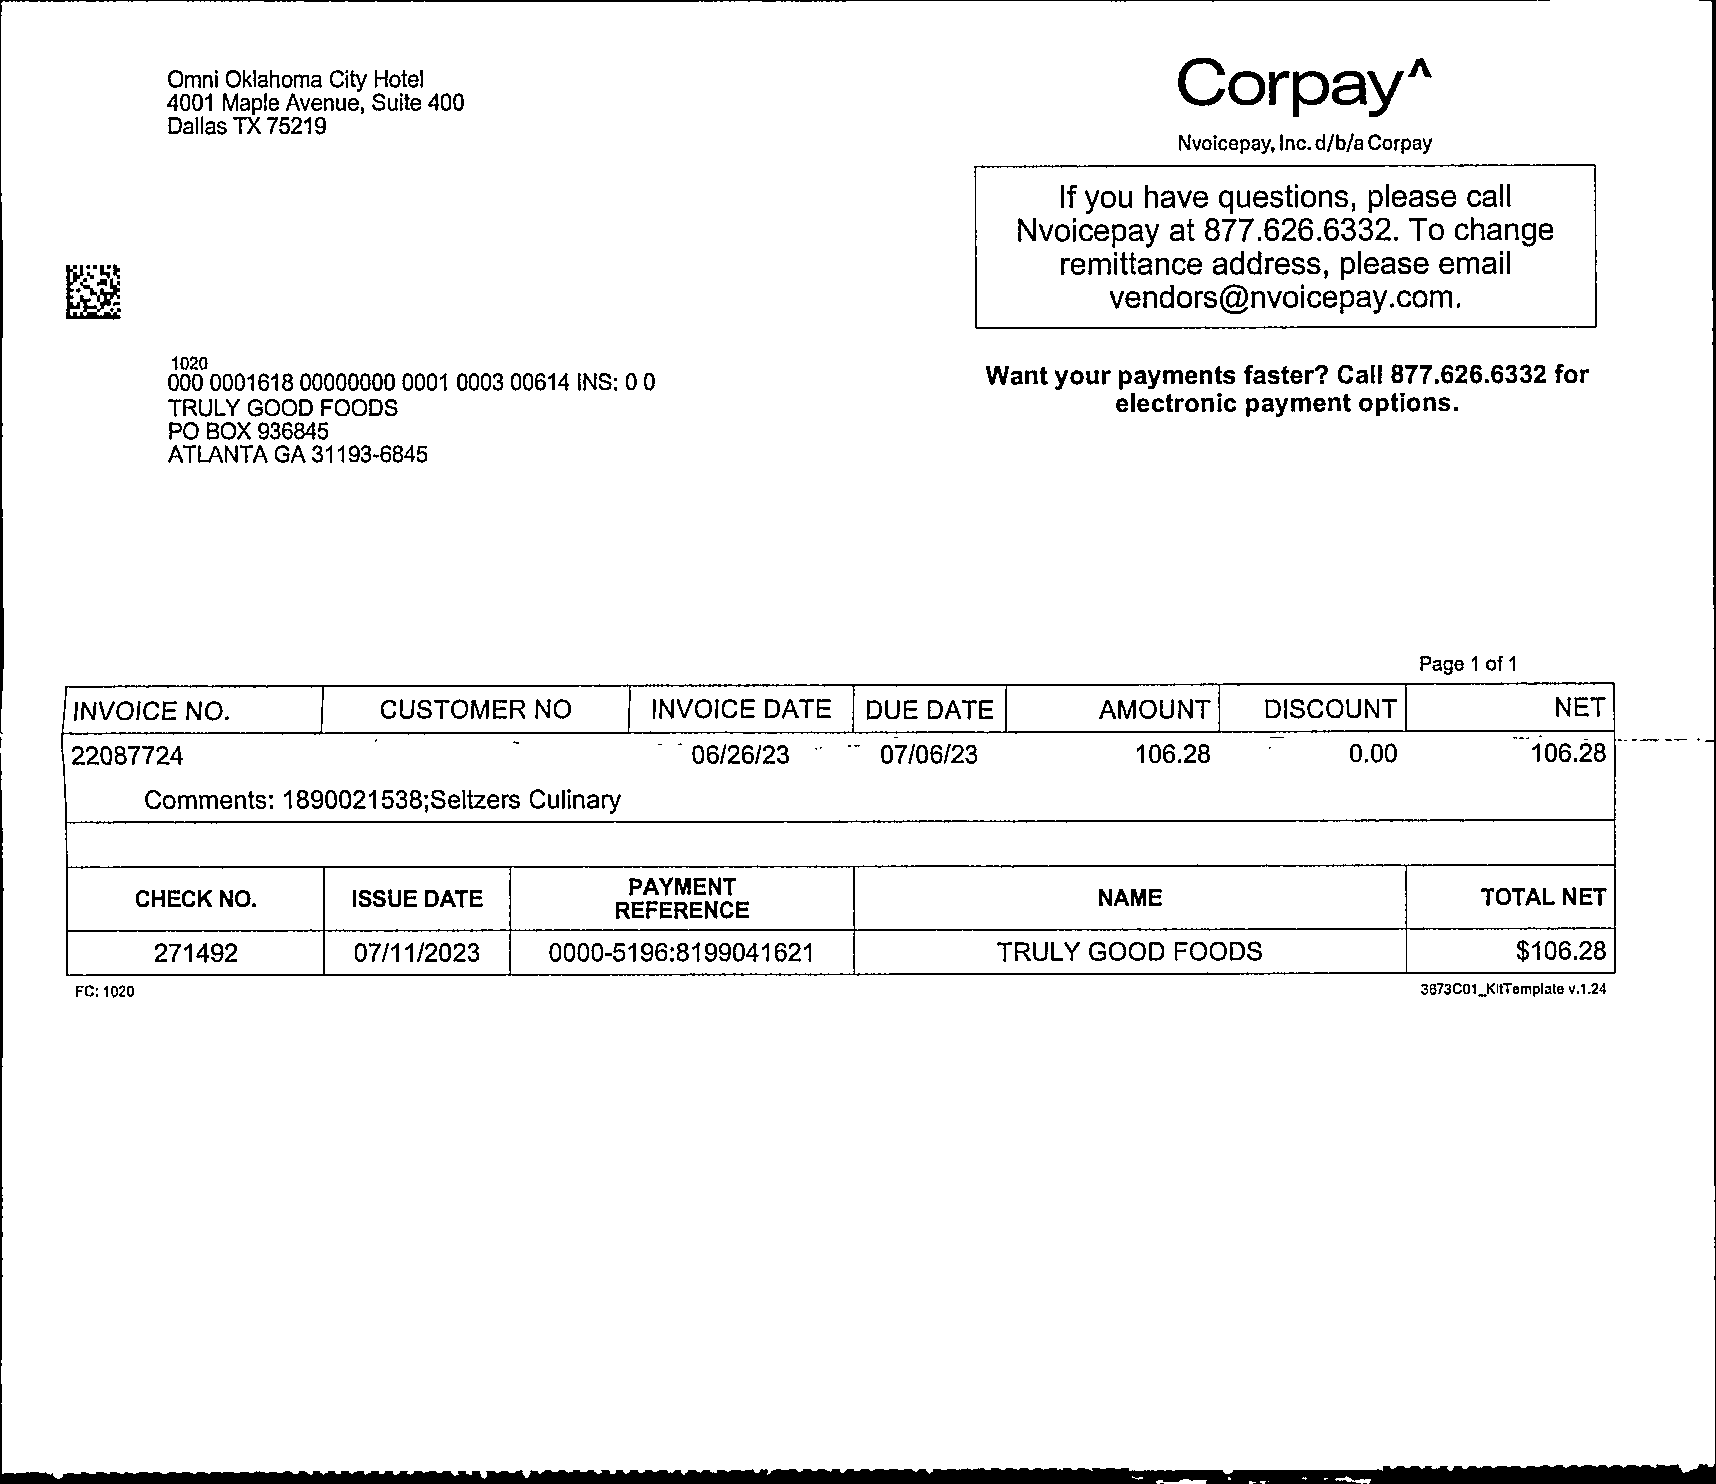 Omni Oklahoma City Hotel
4001 Maple Avenue, Suite 400
Dallas TX 75219
Corpay^
Nvoicepay, Inc. d/b/a Corpay
If you have questions, please call
Nvoicepay at 877.626.6332. To change
remittance address, please email
vendors@nvoicepay.com.
1020
000 0001618 00000000 0001 0003 00614 INS: 0 0
TRULY GOOD FOODS
PO BOX 936845
ATLANTA GA 31193-6845
Want your payments faster? Call 877.626.6332 for
electronic payment options.
Page 1 of 1
INVOICE NO. CUSTOMER NO INVOICE DATE DUE DATE AMOUNT DISCOUNT NET
22087724 06/26/23 07/06/23 106.28 0.00 106.28
Comments: 1890021538;Seltzers Culinary
CHECK NO. ISSUE DATE PAYMENT REFERENCE NAME TOTAL NET
271492 07/11/2023 0000-5196:8199041621 TRULY GOOD FOODS $106.28
FC: 1020 3673C01_KitTemplate v.1.24